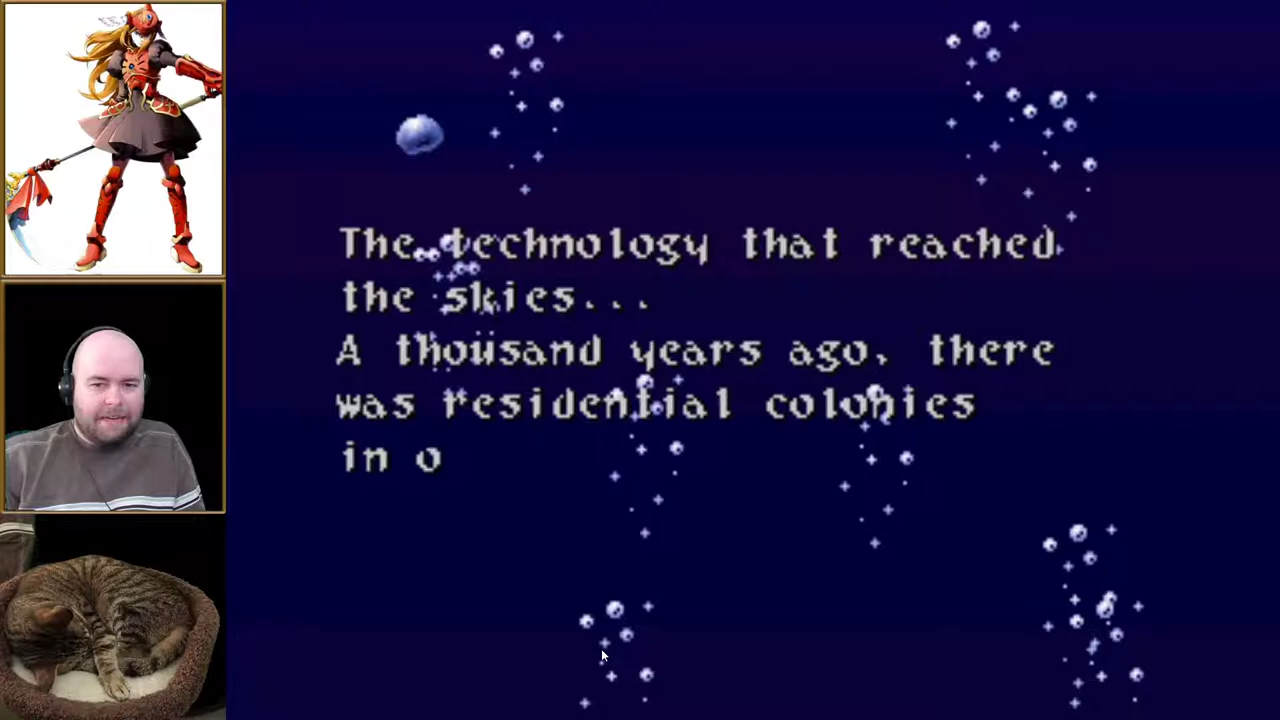 The technology that reached
the skies...
A thousand years ago, there
was residential colonies
in o